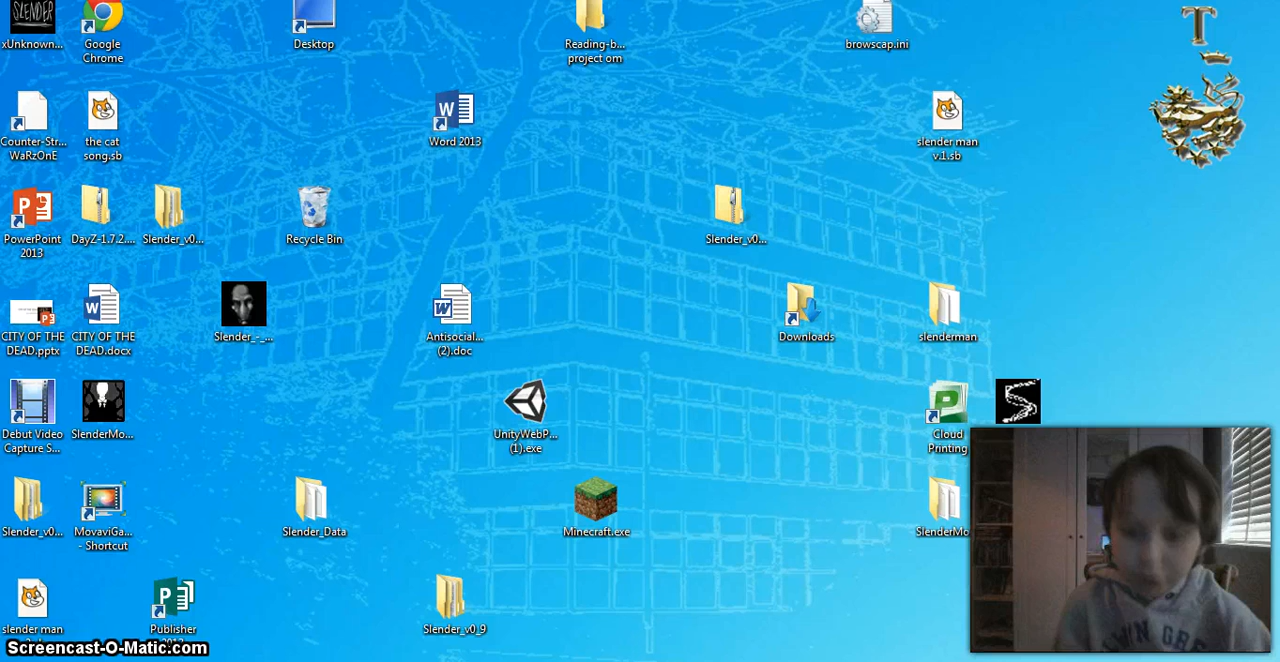 SLENDER
xUnknown...
Google
Chrome
Desktop
Reading-b...
project om
browscap.ini
T
Counter-Str...
WaRzOnE
the cat
song.sb
Word 2013
slender man
v.1.sb
PowerPoint
2013
DayZ-1.7.2....
Slender_v0...
Recycle Bin
Slender_v0...
CITY OF THE
DEAD.pptx
CITY OF THE
DEAD.docx
Slender_-_...
Antisocial...
(2).doc
Downloads
slenderman
Debut Video
Capture S...
SlenderMo...
UnityWebP...
(1).exe
Cloud
Printing
Slender_v0...
MovaviGa...
- Shortcut
Slender_Data
Minecraft.exe
SlenderMo
slender man
Publisher
2013
Slender_v0_9
Screencast-O-Matic.com